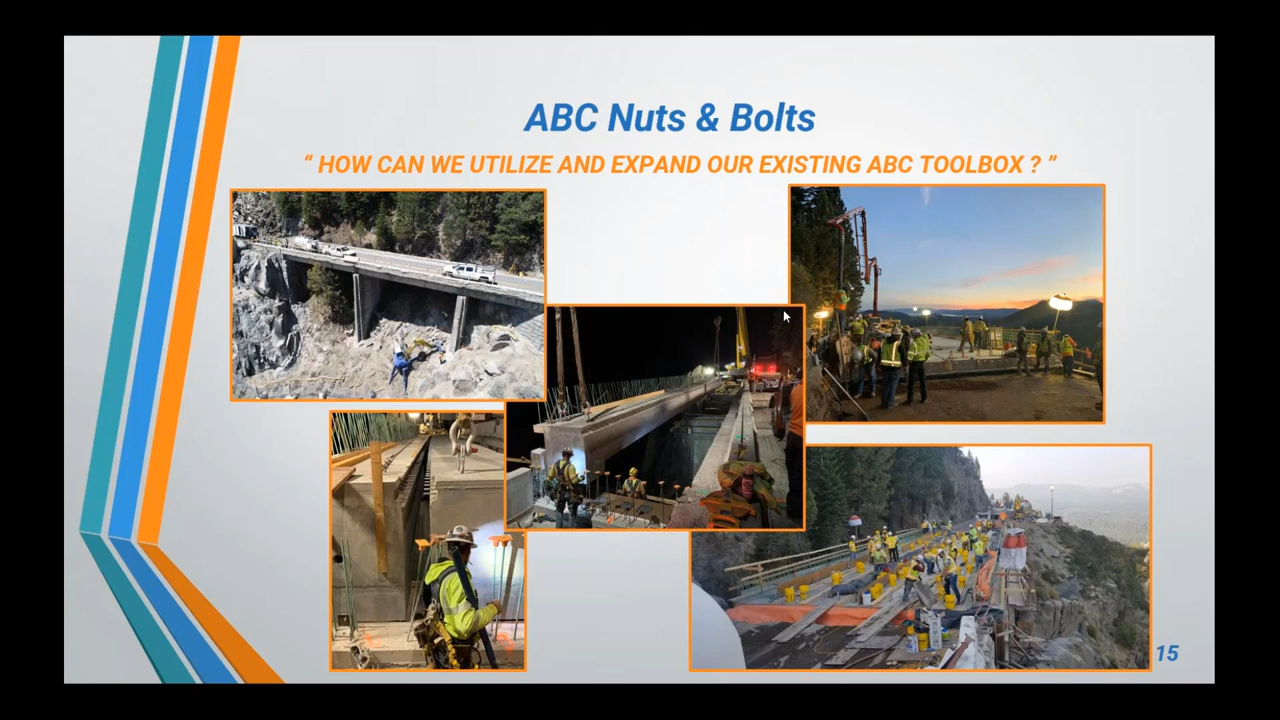 ABC Nuts & Bolts
“ HOW CAN WE UTILIZE AND EXPAND OUR EXISTING ABC TOOLBOX ? ”
15